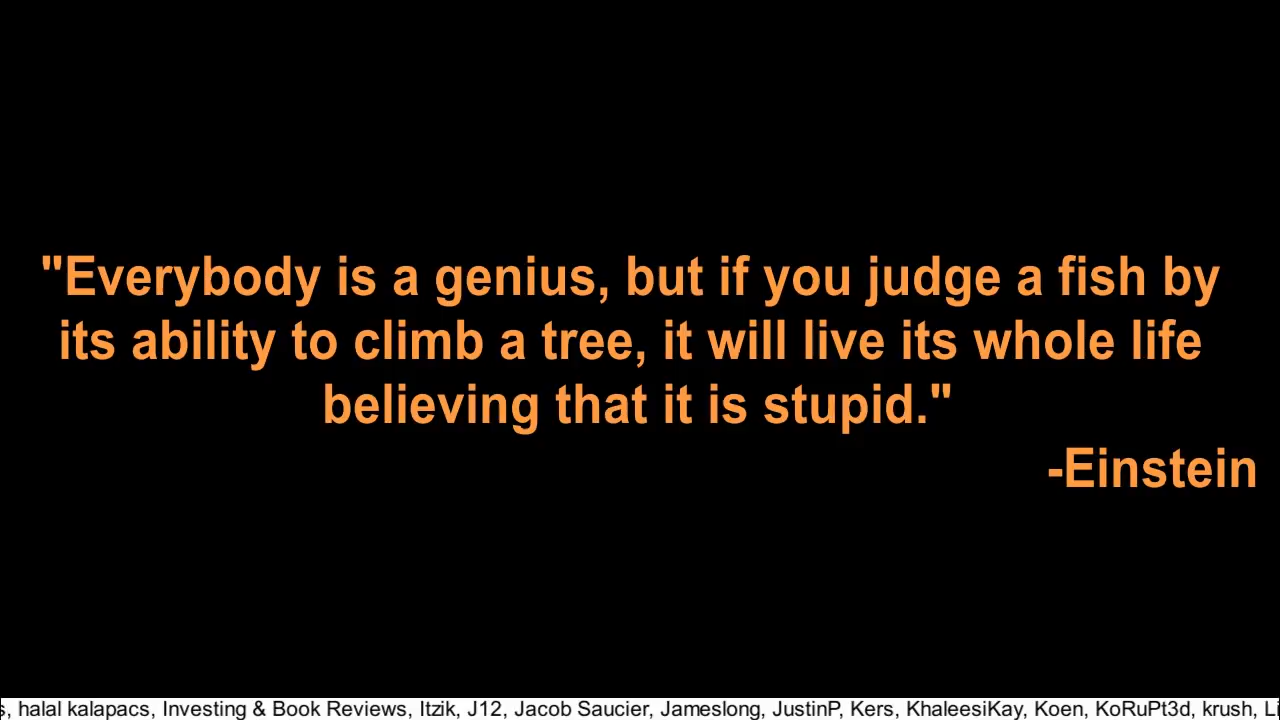 "Everybody is a genius, but if you judge a fish by
its ability to climb a tree, it will live its whole life
believing that it is stupid."
-Einstein
halal kalapacs, Investing & Book Reviews, Itzik, J12, Jacob Saucier, Jameslong, JustinP, Kers, KhaleesiKay, Koen, KoRuPt3d, krush,